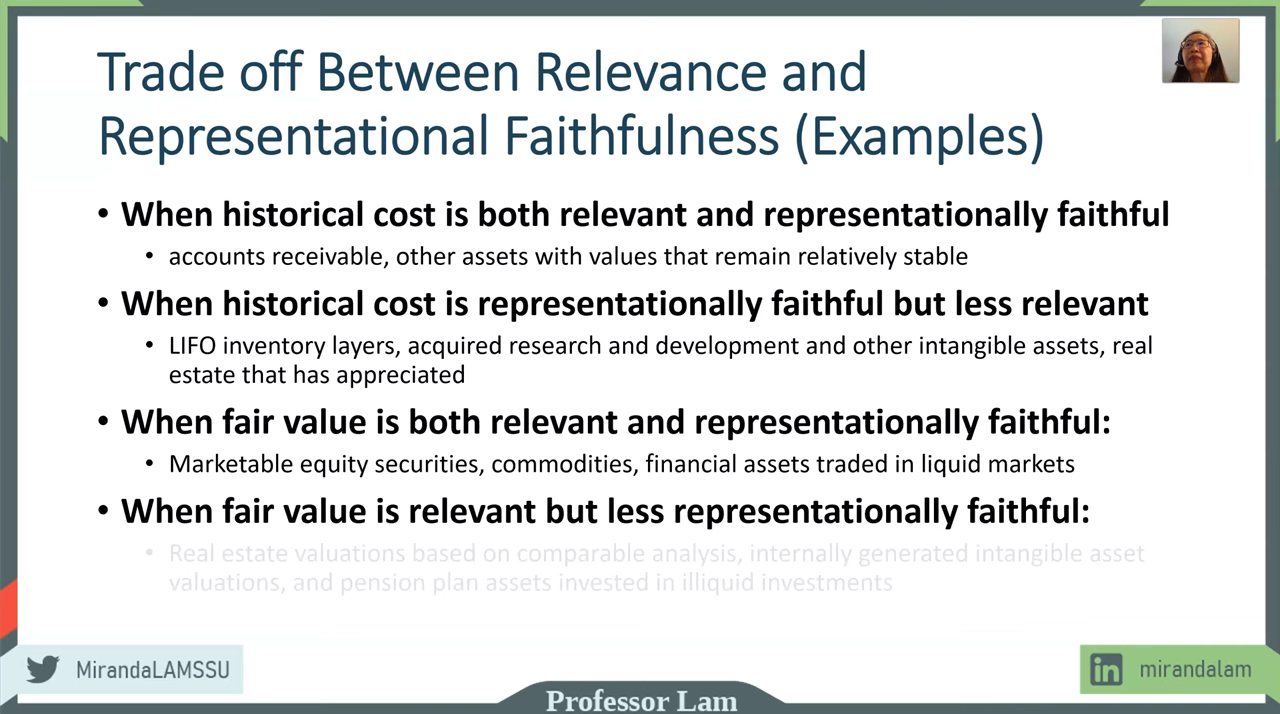 Trade off Between Relevance and
Representational Faithfulness (Examples)
• When historical cost is both relevant and representationally faithful
• accounts receivable, other assets with values that remain relatively stable
• When historical cost is representationally faithful but less relevant
• LIFO inventory layers, acquired research and development and other intangible assets, real
estate that has appreciated
• When fair value is both relevant and representationally faithful:
• Marketable equity securities, commodities, financial assets traded in liquid markets
• When fair value is relevant but less representationally faithful:
• Real estate valuations based on comparable analysis, internally generated intangible asset
valuations, and pension plan assets invested in illiquid investments
MirandaLAMSSU
in mirandalam
Professor Lam